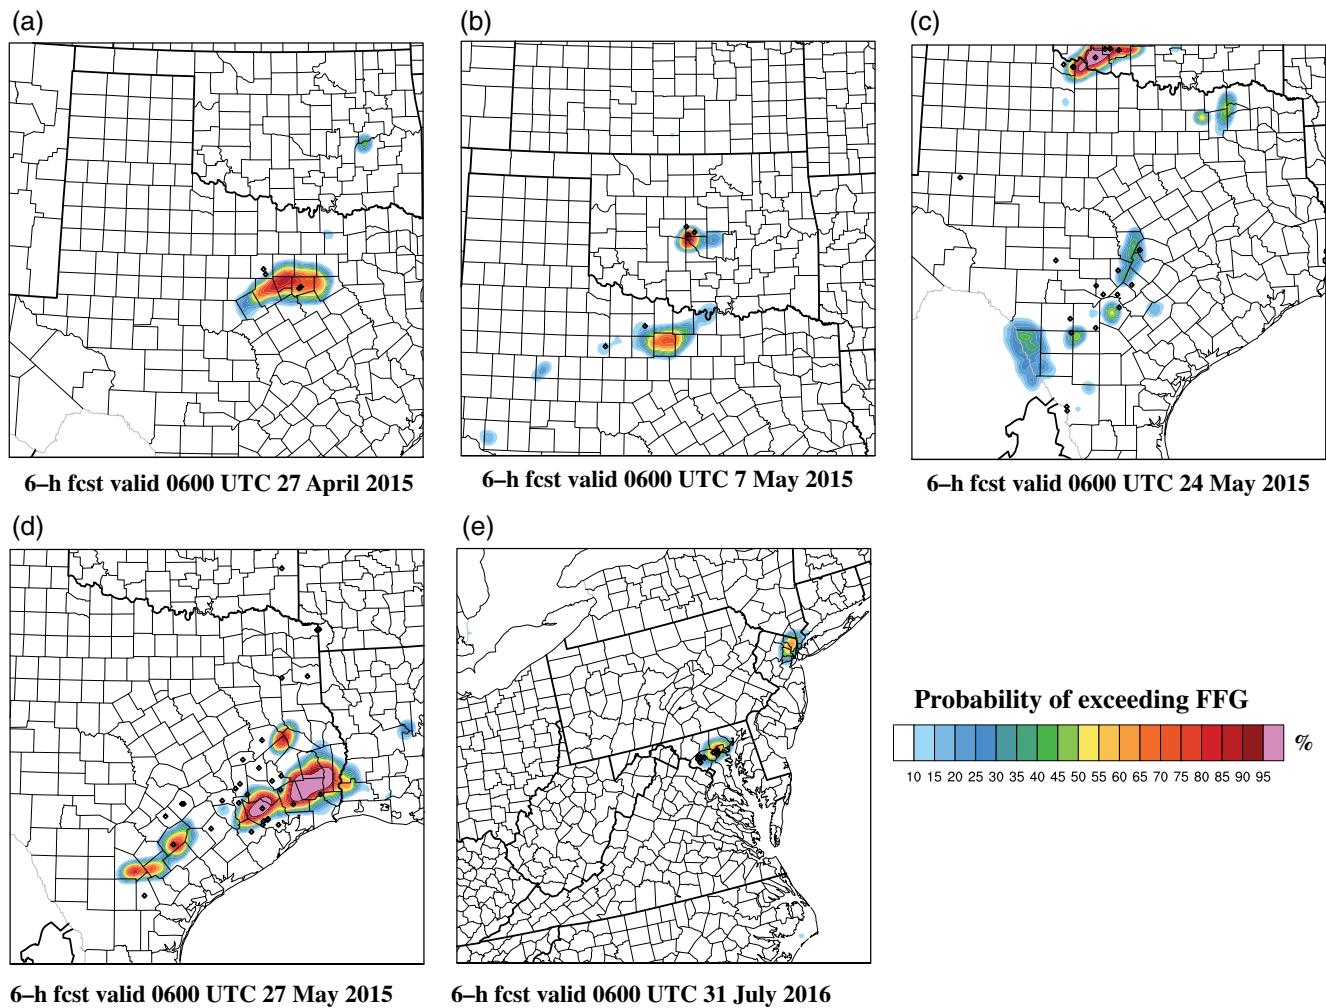 (a)
(b)
(c)
6–h fcst valid 0600 UTC 27 April 2015
6–h fcst valid 0600 UTC 7 May 2015
6–h fcst valid 0600 UTC 24 May 2015
(d)
(e)
Probability of exceeding FFG
%
10 15 20 25 30 35 40 45 50 55 60 65 70 75 80 85 90 95
6–h fcst valid 0600 UTC 27 May 2015
6–h fcst valid 0600 UTC 31 July 2016